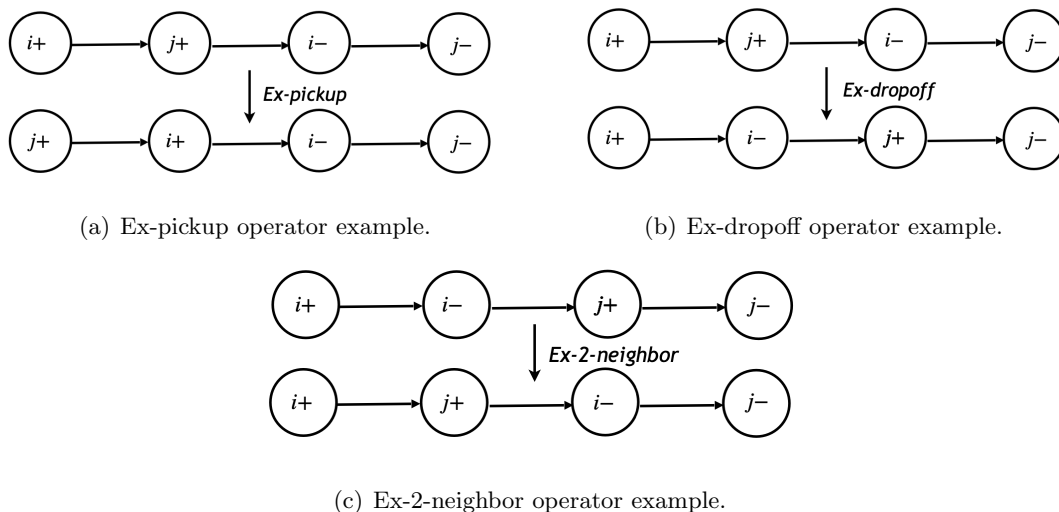 i+ j+ i− j−
Ex-pickup
j+ i+ i− j−
(a) Ex-pickup operator example.
i+ j+ i− j−
Ex-dropoff
i+ i− j+ j−
(b) Ex-dropoff operator example.
i+ i− j+ j−
Ex-2-neighbor
i+ j+ i− j−
(c) Ex-2-neighbor operator example.